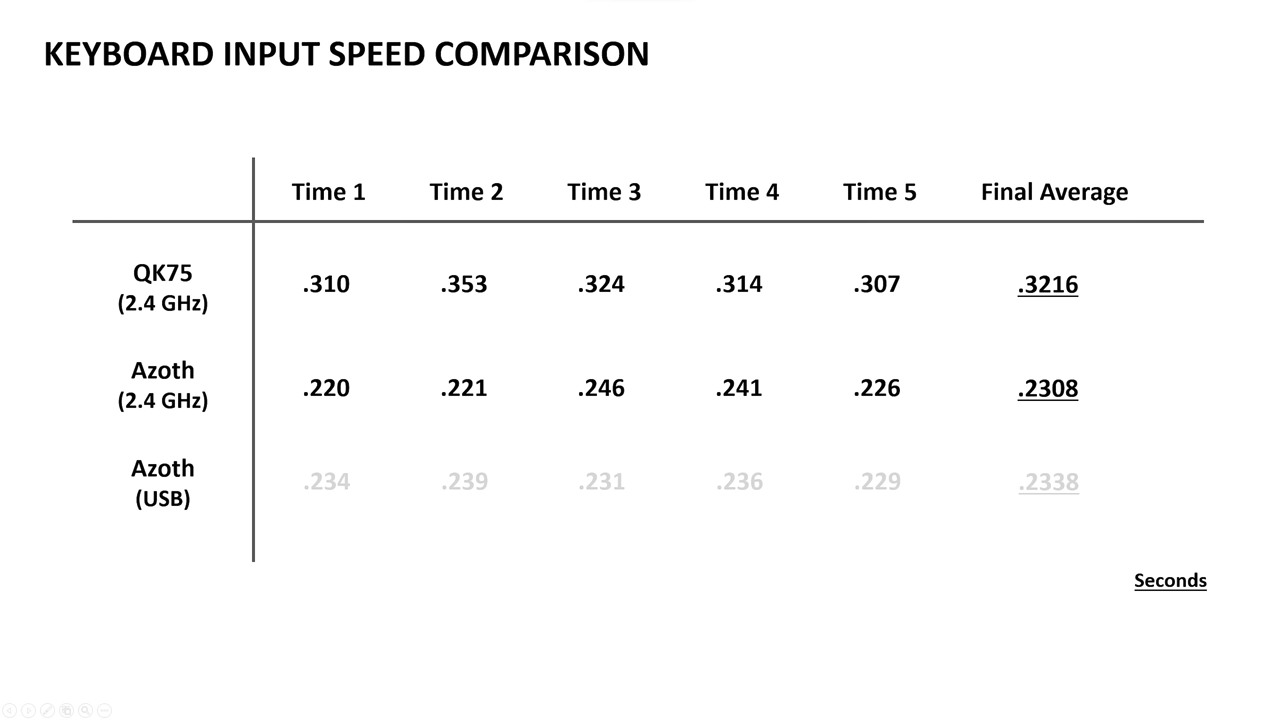 KEYBOARD INPUT SPEED COMPARISON
Time 1 Time 2 Time 3 Time 4 Time 5 Final Average
QK75
(2.4 GHz)
.310 .353 .324 .314 .307 .3216
Azoth
(2.4 GHz)
.220 .221 .246 .241 .226 .2308
Azoth
(USB)
.234 .239 .231 .236 .229 .2338
Seconds